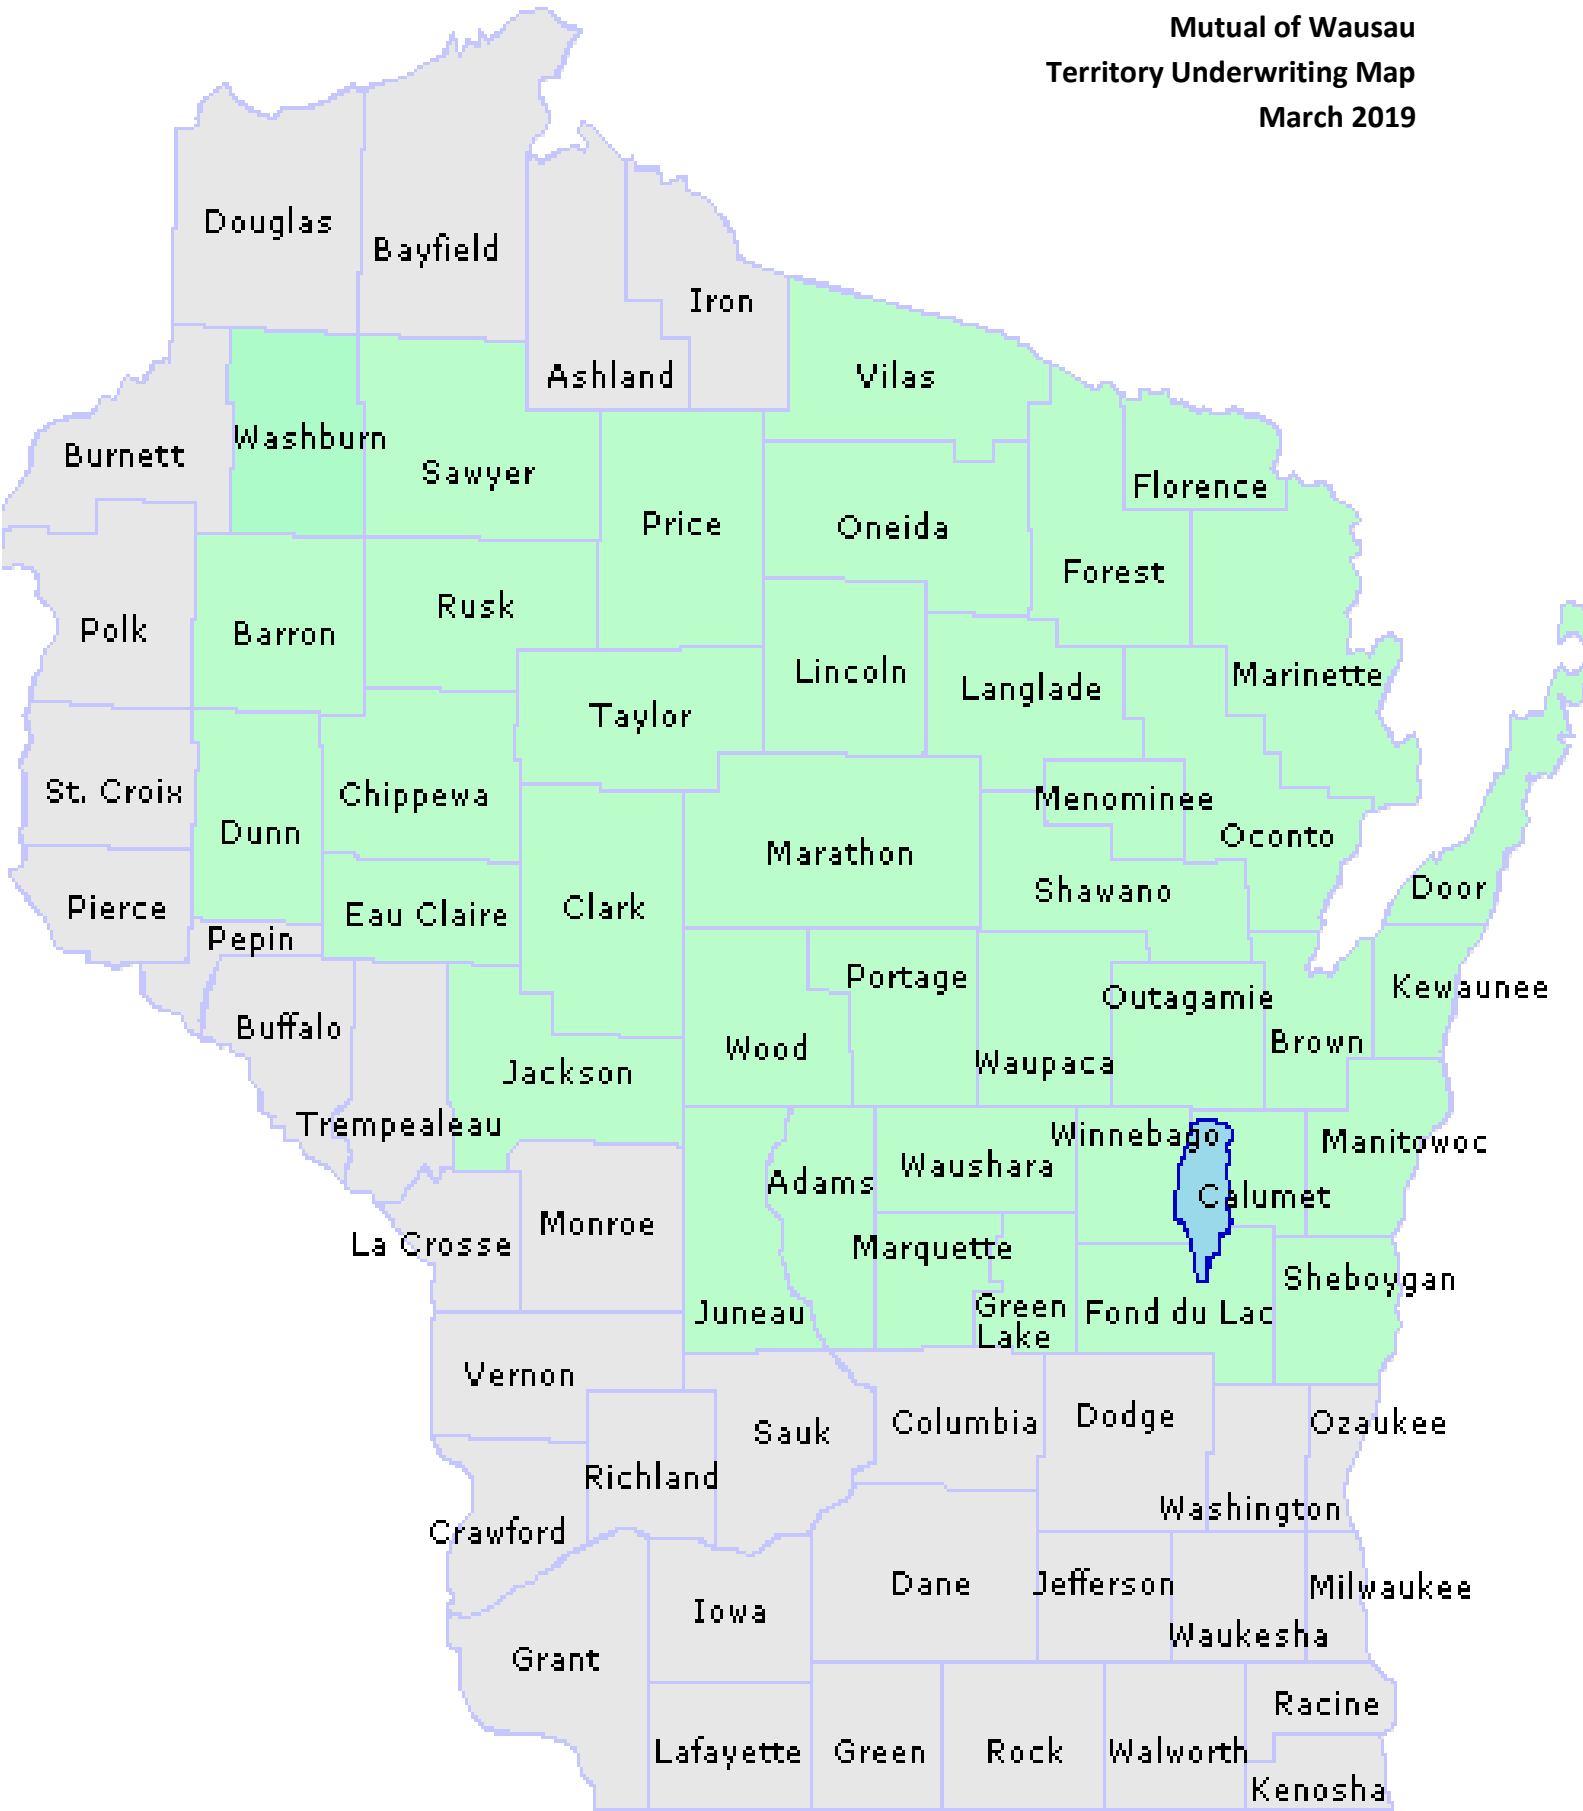 Mutual of Wausau
Territory Underwriting Map
March 2019
Douglas
Bayfield
Iron
Ashland
Vilas
Washburn
Burnett
Sawyer
Florence
Price
Oneida
Forest
Rusk
Polk
Barron
Lincoln
Marinette
Langlade
Taylor
St. Croix
Chippewa
Menominee
Dunn
Oconto
Marathon
Door
Shawano
Pierce
Eau Claire
Clark
Pepin
Portage
Kewaunee
Outagamie
Buffalo
Brown
Wood
Waupaca
Jackson
Trempealeau
Winnebago
Manitowoc
Waushara
Adams
Calumet
Monroe
La Crosse
Marquette
Sheboygan
Juneau
Green
Lake
Fond du Lac
Vernon
Dodge
Columbia
Ozaukee
Sauk
Richland
Washington
Crawford
Dane
Jefferson
Milwaukee
Iowa
Waukesha
Grant
Racine
Lafayette
Green
Rock
Walworth
Kenosha